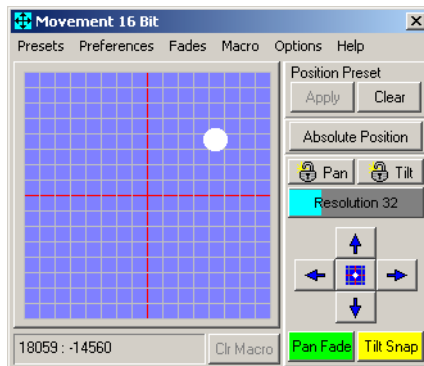 Movement 16 Bit
Presets Preferences Fades Macro Options Help
Position Preset
Apply Clear
Absolute Position
Pan Tilt
Resolution 32
18059 : -14560
Clr Macro
Pan Fade Tilt Snap